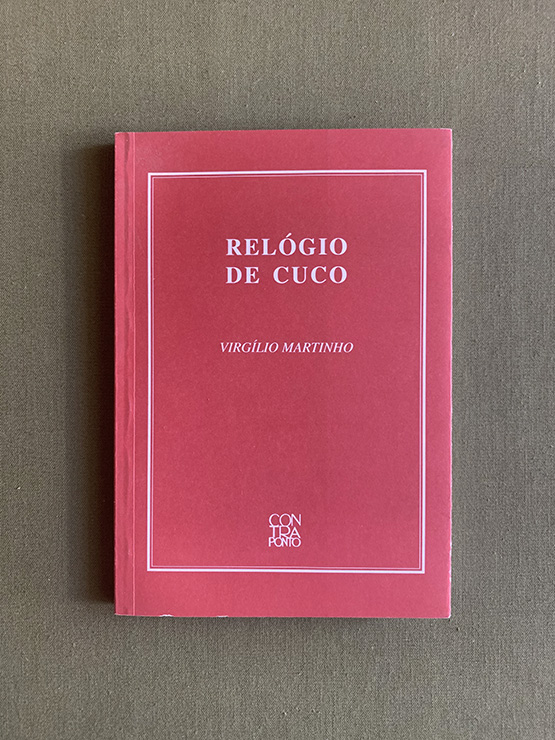 RELÓGIO
DE CUCO
VIRGÍLIO MARTINHO
CON
TRA
PONTO